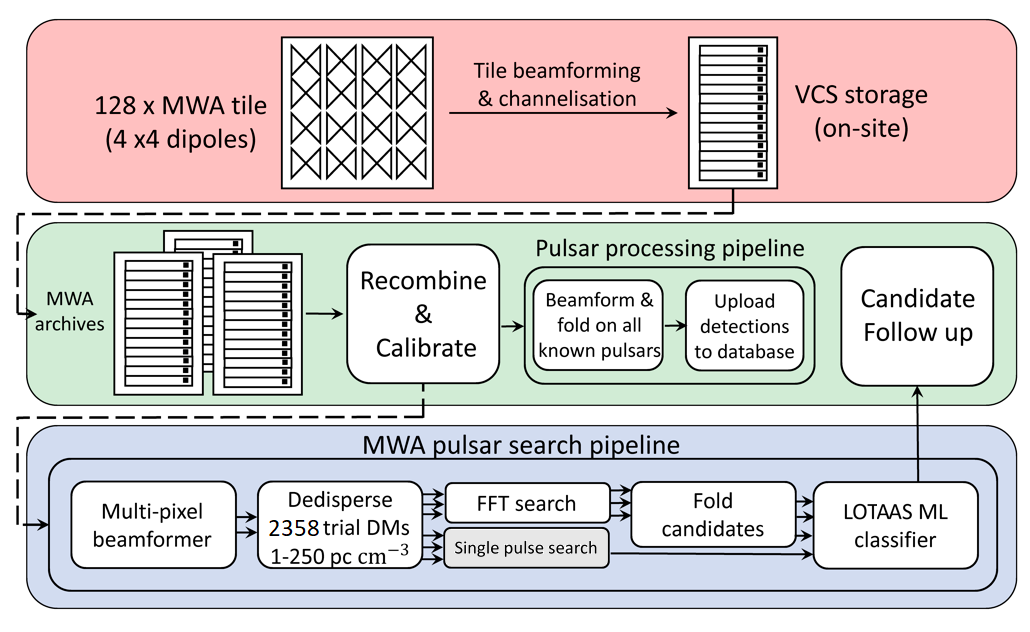 128 x MWA tile
(4 x4 dipoles)
Tile beamforming
& channelisation
VCS storage
(on-site)
MWA
archives
Recombine
&
Calibrate
Pulsar processing pipeline
Beamform &
fold on all
known pulsars
Upload
detections
to database
Candidate
Follow up
MWA pulsar search pipeline
Multi-pixel
beamformer
Dedisperse
2358 trial DMs
1-250 pc cm⁻³
FFT search
Single pulse search
Fold
candidates
LOTAAS ML
classifier